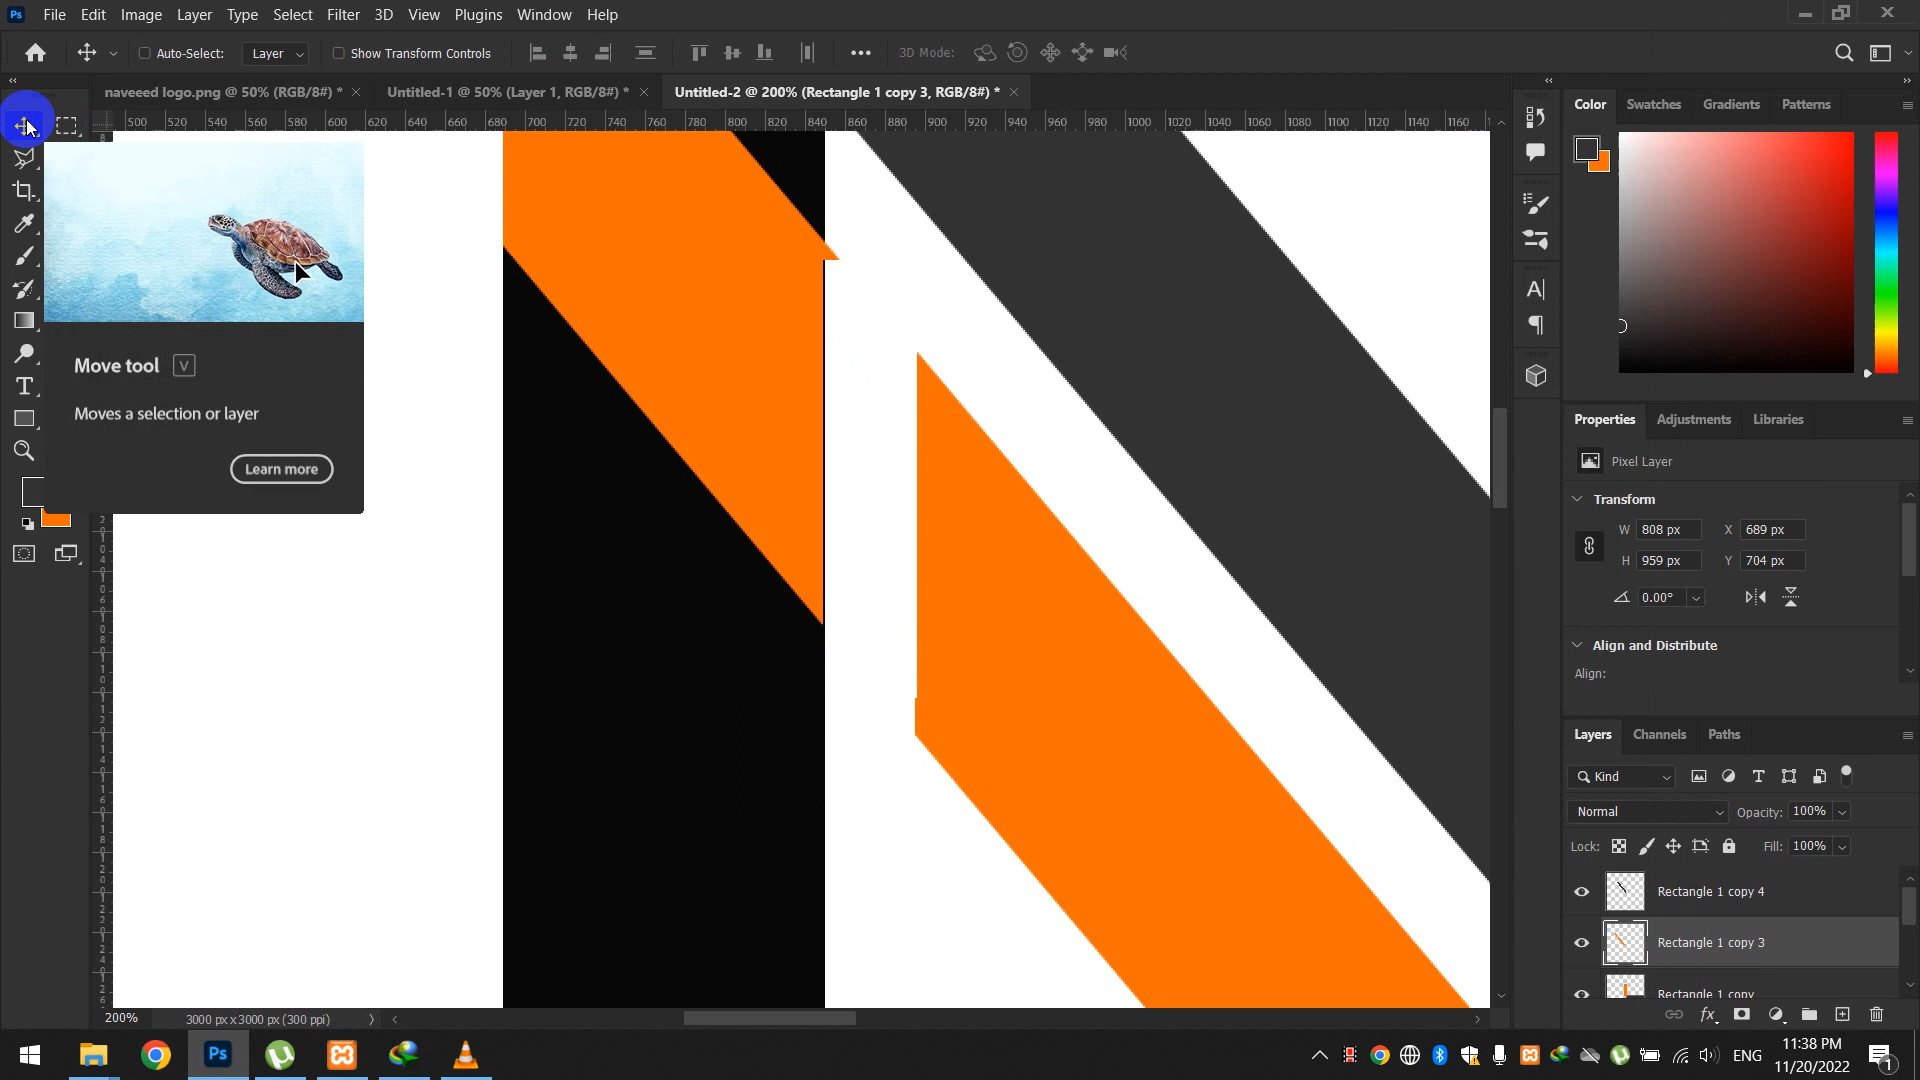 Ps File Edit Image Layer Type Select Filter 3D View Plugins Window Help
Auto-Select: Layer Show Transform Controls 3D Mode:
naveeed logo.png @ 50% (RGB/8#) * Untitled-1 @ 50% (Layer 1, RGB/8#) * Untitled-2 @ 200% (Rectangle 1 copy 3, RGB/8#) *
Color Swatches Gradients Patterns
500 520 540 560 580 600 620 640 660 680 700 720 740 760 780 800 820 840 860 880 900 920 940 960 980 1000 1020 1040 1060 1080 1100 1120 1140 1160
Move tool V
Moves a selection or layer
Learn more
Properties Adjustments Libraries
Pixel Layer
Transform
W 808 px X 689 px
H 959 px Y 704 px
0.00°
Align and Distribute
Align:
Layers Channels Paths
Kind
Normal Opacity: 100%
Lock: Fill: 100%
Rectangle 1 copy 4
Rectangle 1 copy 3
Rectangle 1 copy
200% 3000 px x 3000 px (300 ppi)
Ps ENG 11:38 PM
11/20/2022 1